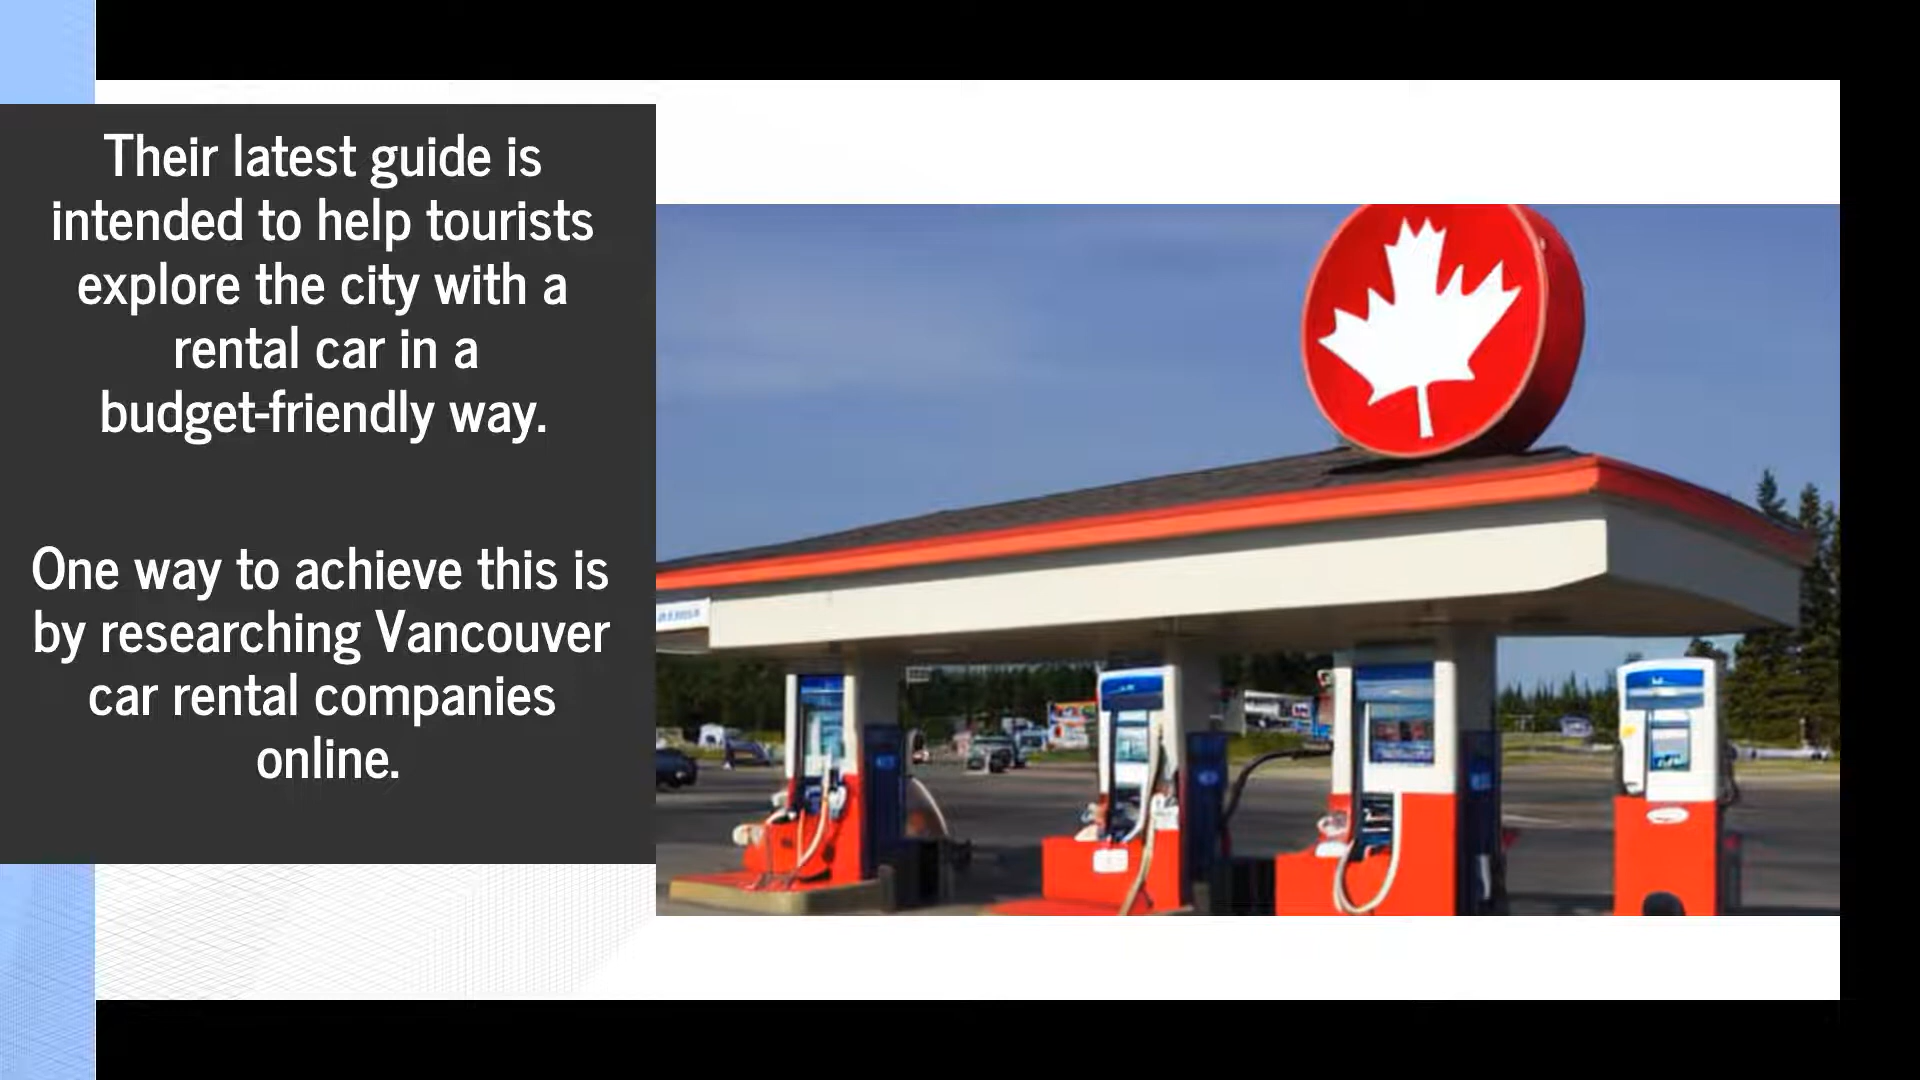 Their latest guide is
intended to help tourists
explore the city with a
rental car in a
budget-friendly way.
One way to achieve this is
by researching Vancouver
car rental companies
online.